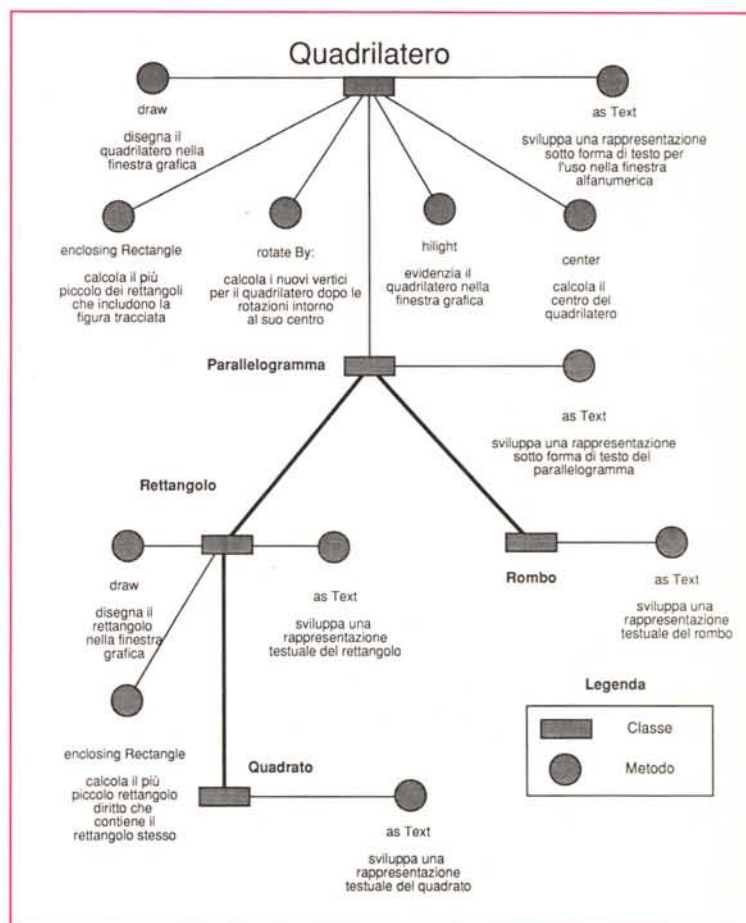 Quadrilatero
draw
disegna il
quadrilatero nella
finestra grafica
as Text
sviluppa una rappresentazione
sotto forma di testo per
l'uso nella finestra
alfanumerica
enclosing Rectangle
calcola il più
piccolo dei rettangoli
che includono la
figura tracciata
rotate By:
calcola i nuovi vertici
per il quadrilatero dopo le
rotazioni intorno
al suo centro
hilight
evidenzia il
quadrilatero nella
finestra grafica
center
calcola il
centro del
quadrilatero
Parallelogramma
as Text
sviluppa una rappresentazione
sotto forma di testo del
parallelogramma
Rettangolo
draw
disegna il
rettangolo
nella finestra
grafica
as Text
sviluppa una
rappresentazione
testuale del rettangolo
Rombo
as Text
sviluppa una
rappresentazione
testuale del rombo
enclosing Rectangle
calcola il più
piccolo rettangolo
diritto che
contiene il
rettangolo stesso
Quadrato
as Text
sviluppa una
rappresentazione
testuale del quadrato
Legenda
Classe
Metodo